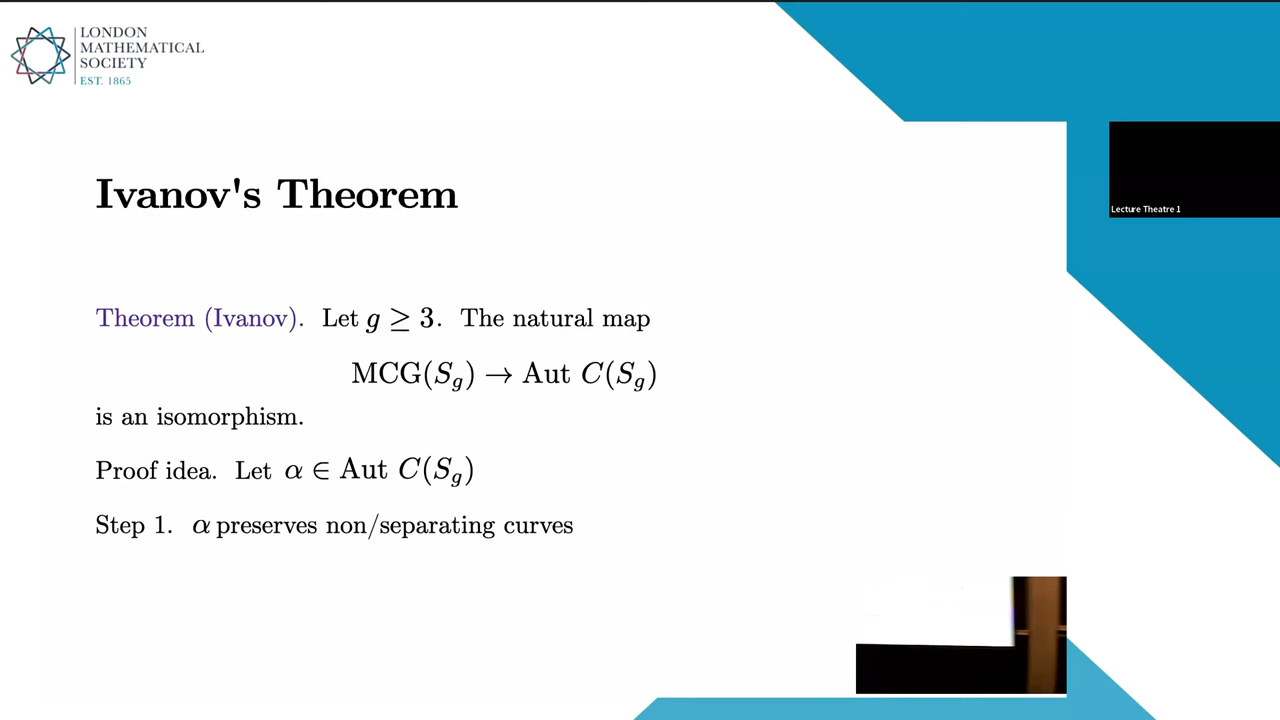 LONDON
MATHEMATICAL
SOCIETY
EST. 1865
Lecture Theatre 1
Ivanov's Theorem
Theorem (Ivanov). Let g ≥ 3. The natural map
MCG(S_g) → Aut C(S_g)
is an isomorphism.
Proof idea. Let α ∈ Aut C(S_g)
Step 1. α preserves non/separating curves